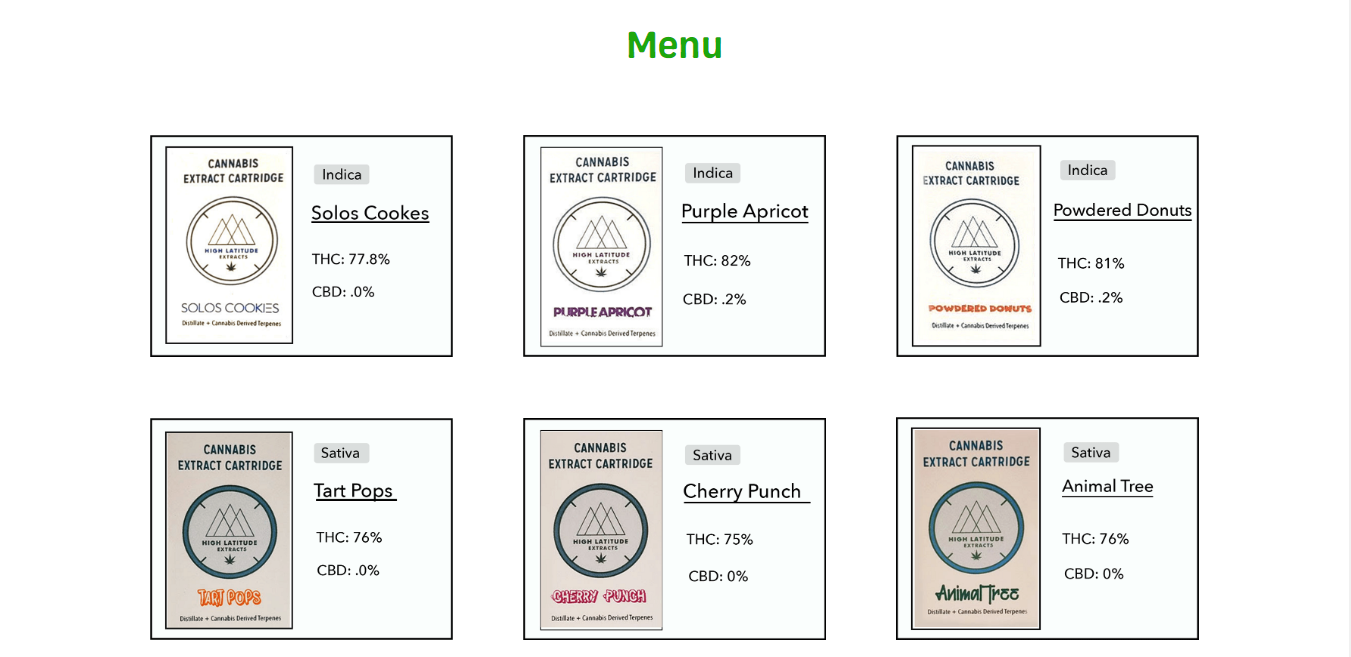 Menu
CANNABIS
EXTRACT CARTRIDGE
HIGH LATITUDE
EXTRACTS
SOLOS COOKIES
Distillate + Cannabis Derived Terpenes
Indica
Solos Cookes
THC: 77.8%
CBD: .0%
CANNABIS
EXTRACT CARTRIDGE
HIGH LATITUDE
EXTRACTS
PURPLE APRICOT
Distillate + Cannabis Derived Terpenes
Indica
Purple Apricot
THC: 82%
CBD: .2%
CANNABIS
EXTRACT CARTRIDGE
HIGH LATITUDE
EXTRACTS
POWDERED DONUTS
Distillate + Cannabis Derived Terpenes
Indica
Powdered Donuts
THC: 81%
CBD: .2%
CANNABIS
EXTRACT CARTRIDGE
HIGH LATITUDE
EXTRACTS
TART POPS
Distillate + Cannabis Derived Terpenes
Sativa
Tart Pops
THC: 76%
CBD: .0%
CANNABIS
EXTRACT CARTRIDGE
HIGH LATITUDE
EXTRACTS
CHERRY PUNCH
Distillate + Cannabis Derived Terpenes
Sativa
Cherry Punch
THC: 75%
CBD: 0%
CANNABIS
EXTRACT CARTRIDGE
HIGH LATITUDE
EXTRACTS
Animal Tree
Distillate + Cannabis Derived Terpenes
Sativa
Animal Tree
THC: 76%
CBD: 0%